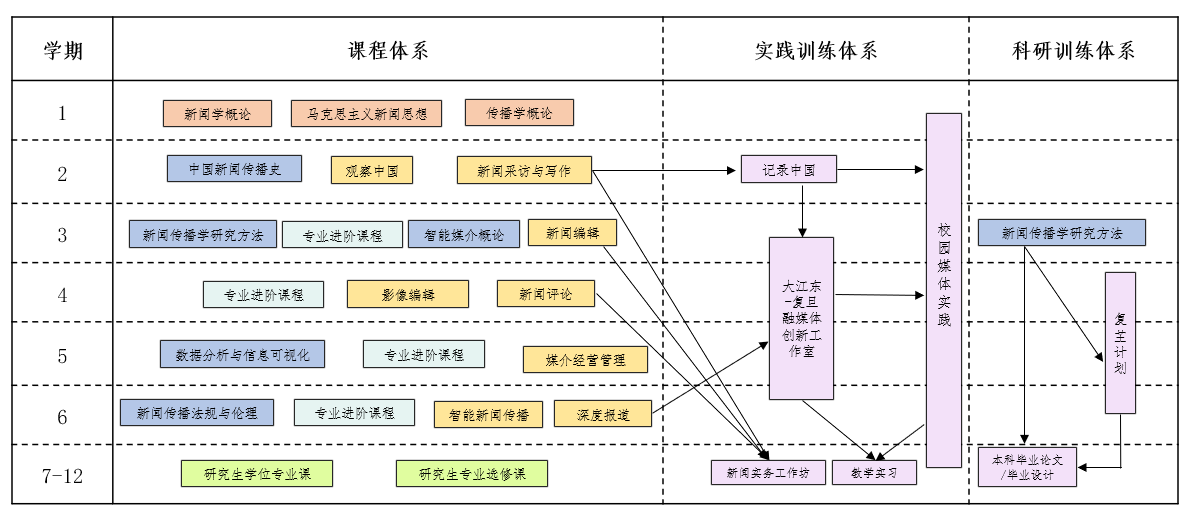 学期
课程体系
实践训练体系
科研训练体系
1
新闻学概论
马克思主义新闻思想
传播学概论
2
中国新闻传播史
观察中国
新闻采访与写作
记录中国
校
园
媒
体
实
践
3
新闻传播学研究方法
专业进阶课程
智能媒介概论
新闻编辑
新闻传播学研究方法
4
专业进阶课程
影像编辑
新闻评论
大江东
-复旦
融媒体
创新工
作室
复
芏
计
划
5
数据分析与信息可视化
专业进阶课程
媒介经营管理
6
新闻传播法规与伦理
专业进阶课程
智能新闻传播
深度报道
7-12
研究生学位专业课
研究生专业选修课
新闻实务工作坊
教学实习
本科毕业论文
/毕业设计